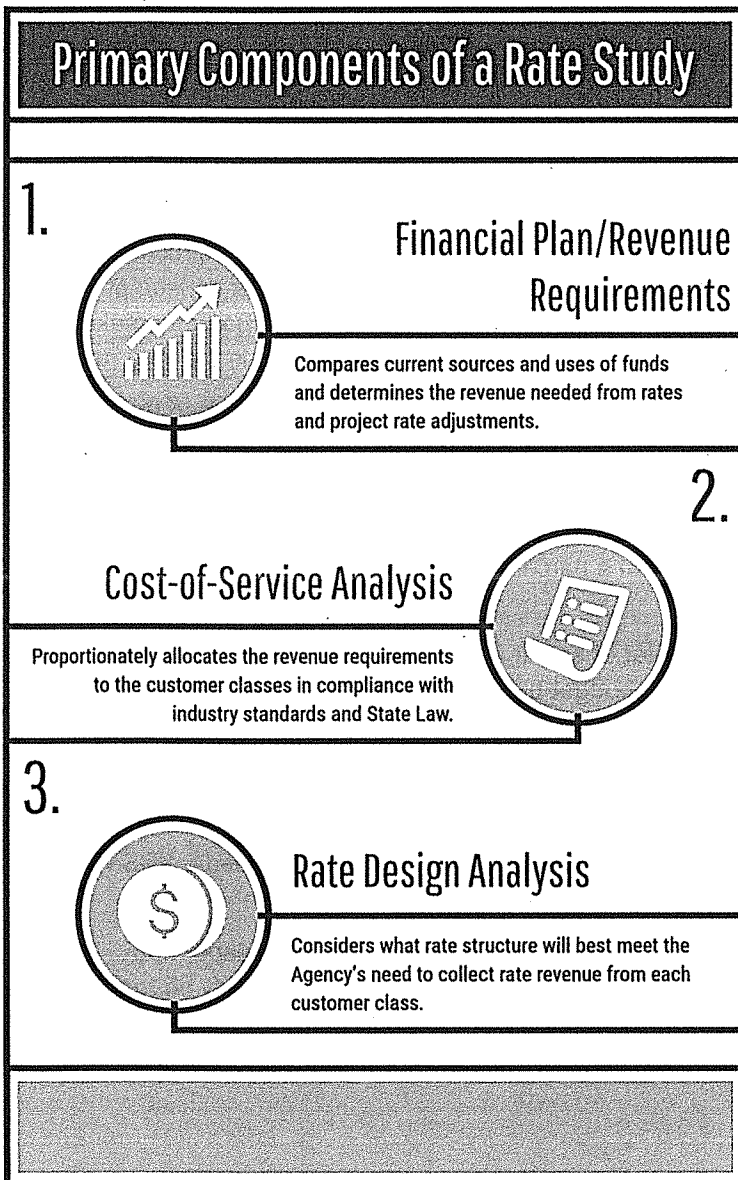 Primary Components of a Rate Study
1.
Financial Plan/Revenue
Requirements
Compares current sources and uses of funds
and determines the revenue needed from rates
and project rate adjustments.
2.
Cost-of-Service Analysis
Proportionately allocates the revenue requirements
to the customer classes in compliance with
industry standards and State Law.
3.
$
Rate Design Analysis
Considers what rate structure will best meet the
Agency's need to collect rate revenue from each
customer class.